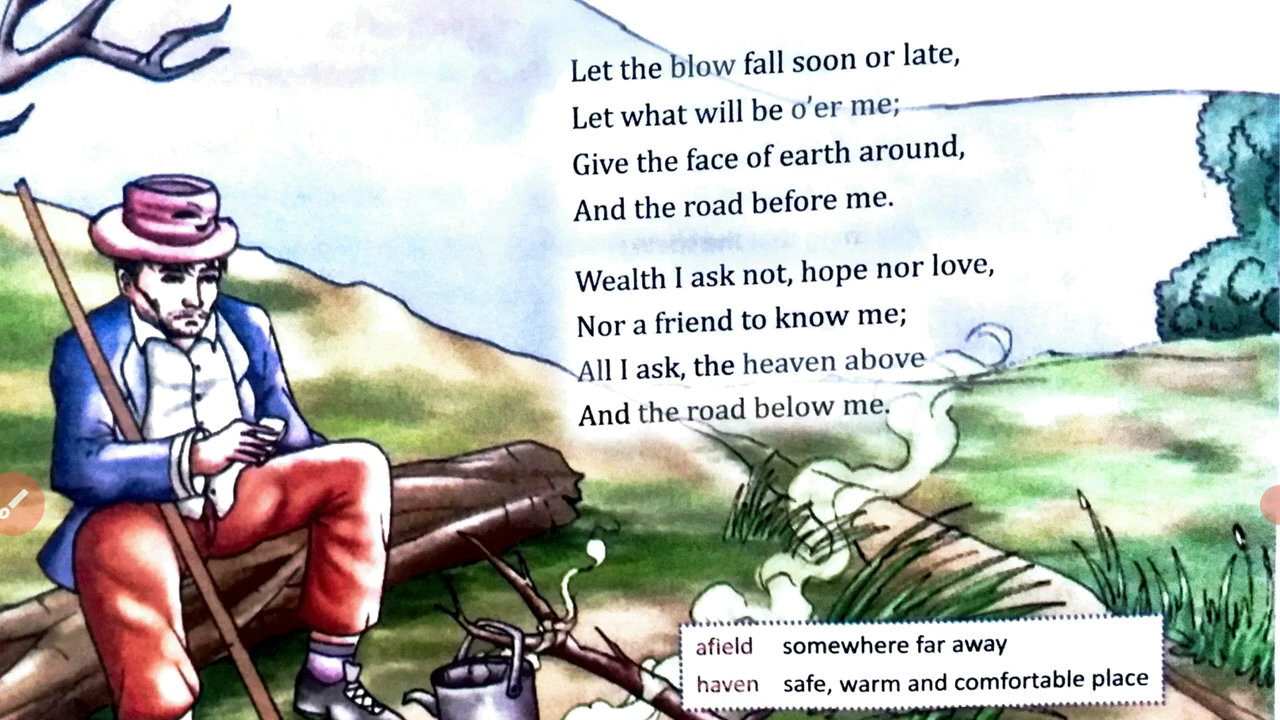 Let the blow fall soon or late,
Let what will be o'er me;
Give the face of earth around,
And the road before me.
Wealth I ask not, hope nor love,
Nor a friend to know me;
All I ask, the heaven above
And the road below me.
afield somewhere far away
haven safe, warm and comfortable place